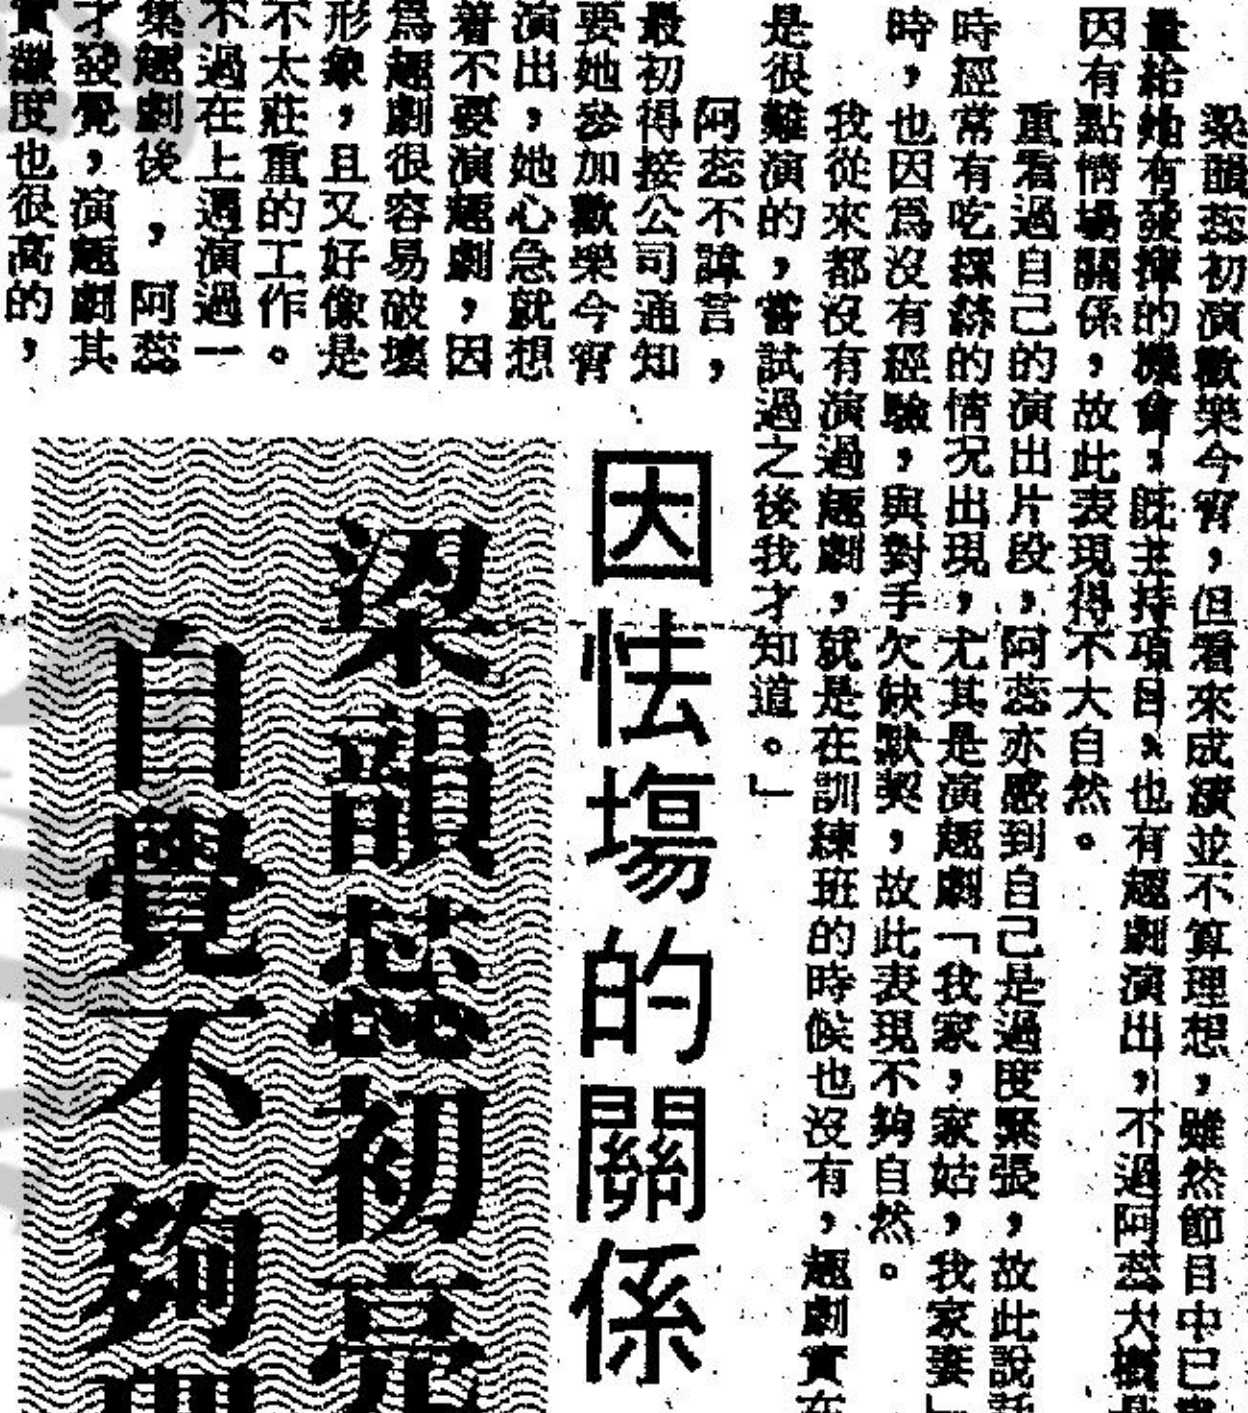 梁韻蕊初演歡樂今宵，但看來成績並不算理想，雖然節目中已
量給她有發揮的機會，既主持項目，也有趣劇演出，不過阿蕊大概是
因有點情場關係，故此表現得不大自然。
重看過自己的演出片段，阿蕊亦感到自己是過度緊張，故此說話
時經常有吃螺絲的情况出現，尤其是演趣劇「我家，家姑，我家妻」
時，也因爲沒有經驗，與對手欠缺默契，故此表現不夠自然。
我從來都沒有演過趣劇，就是在訓練班的時候也沒有，趣劇實在
是很難演的，嘗試過之後我才知道。」
阿蕊不諱言，
最初得接公司通知
要她參加歡樂今宵
演出，她心急就想
着不要演趣劇，因
爲趣劇很容易破壞
形象，且又好像是
不太莊重的工作。
不過在上週演過一
集趣劇後，阿蕊
才發覺，演趣劇其
實難度也很高的，
因怯場的關係
梁韻蕊初亮
自覺不夠